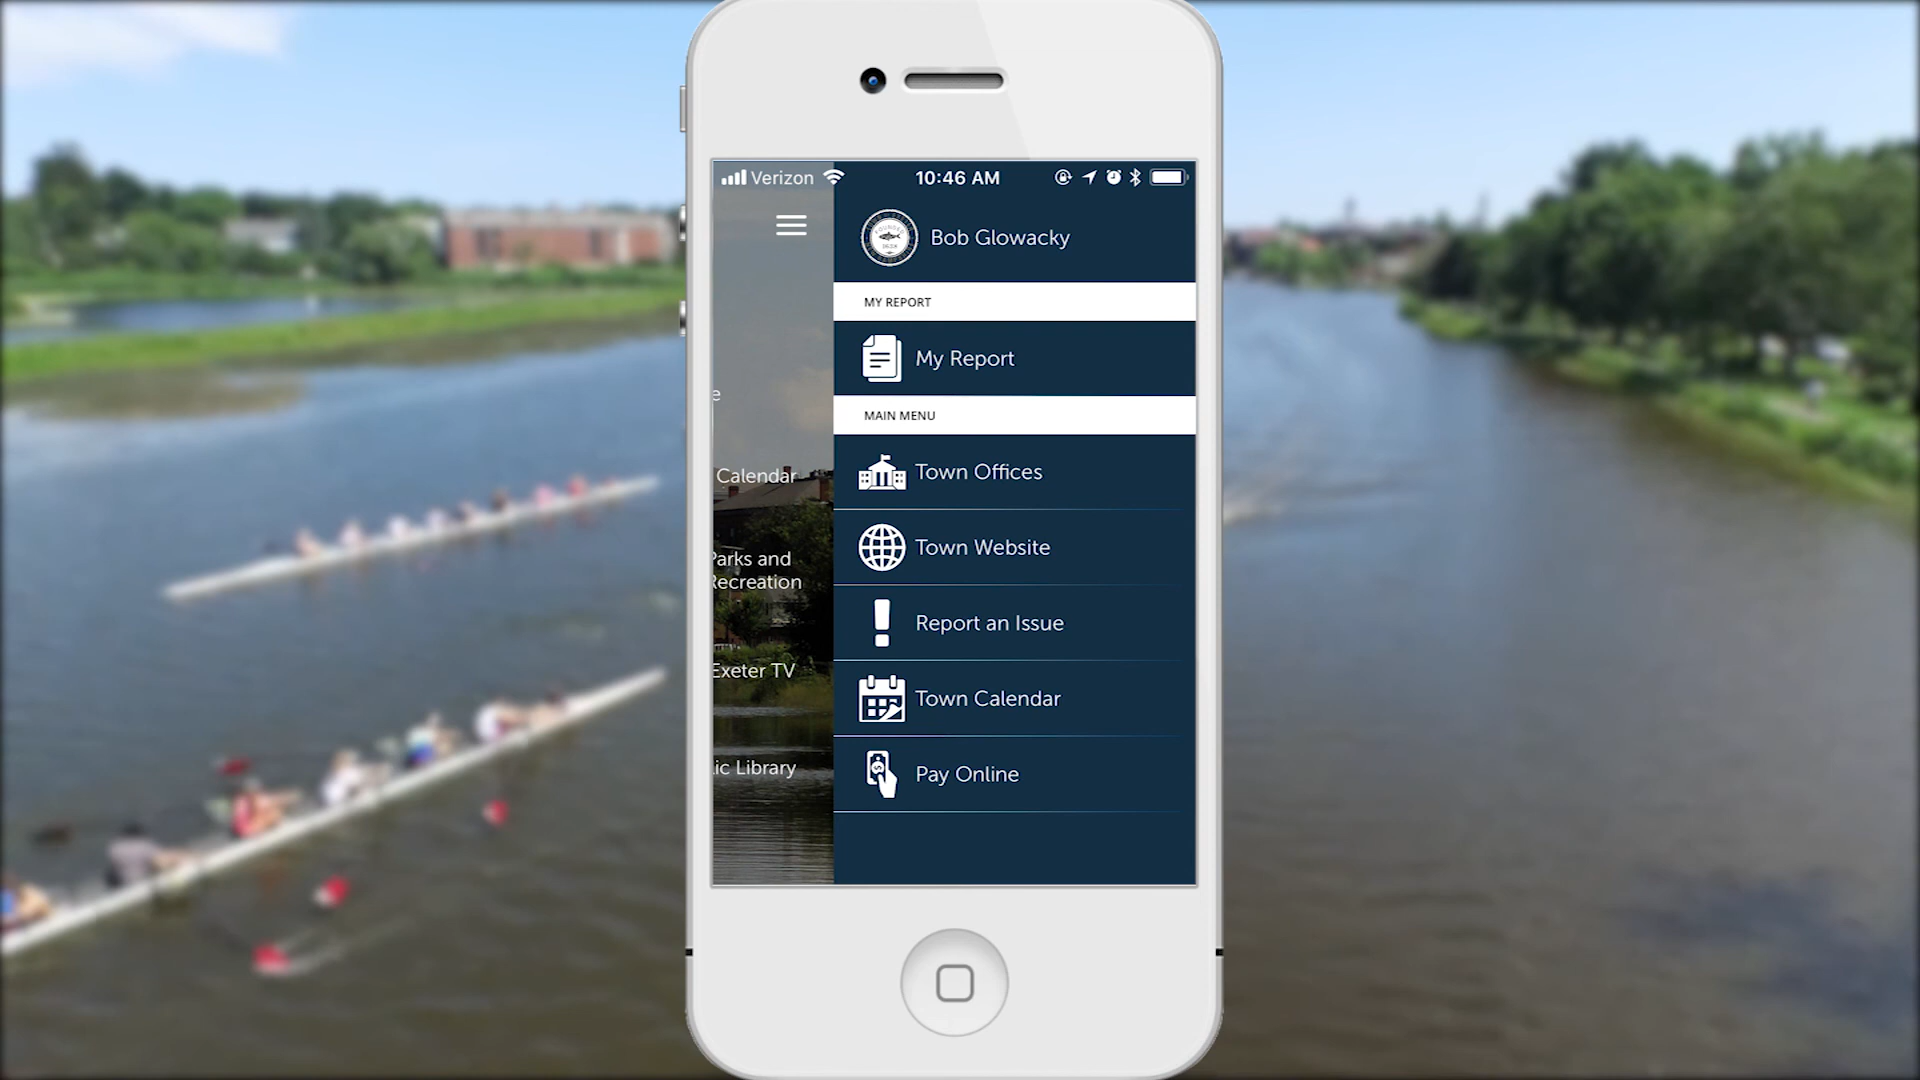 Verizon
10:46 AM
Bob Glowacky
MY REPORT
My Report
MAIN MENU
Town Offices
Town Website
Report an Issue
Town Calendar
Pay Online
e
Calendar
Parks and
Recreation
Exeter TV
ic Library